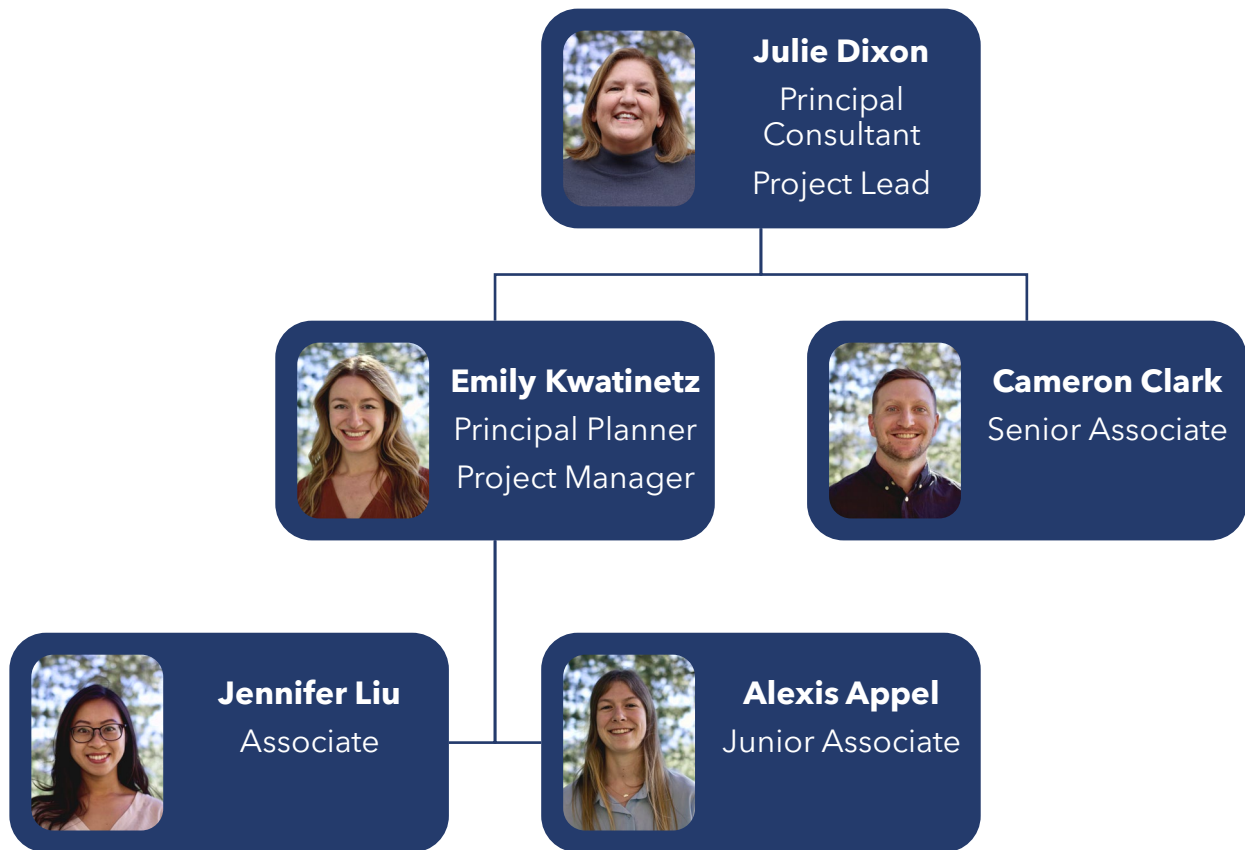 Julie Dixon
Principal
Consultant
Project Lead
Emily Kwatinetz
Principal Planner
Project Manager
Cameron Clark
Senior Associate
Jennifer Liu
Associate
Alexis Appel
Junior Associate